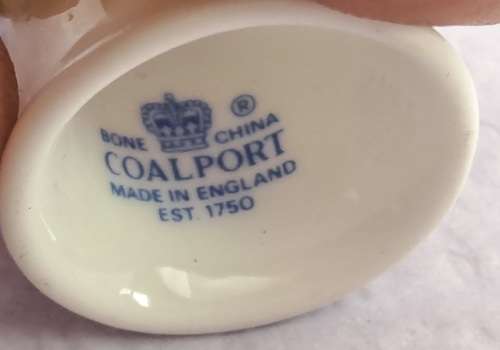 ®
BONE CHINA
COALPORT
MADE IN ENGLAND
EST. 1750